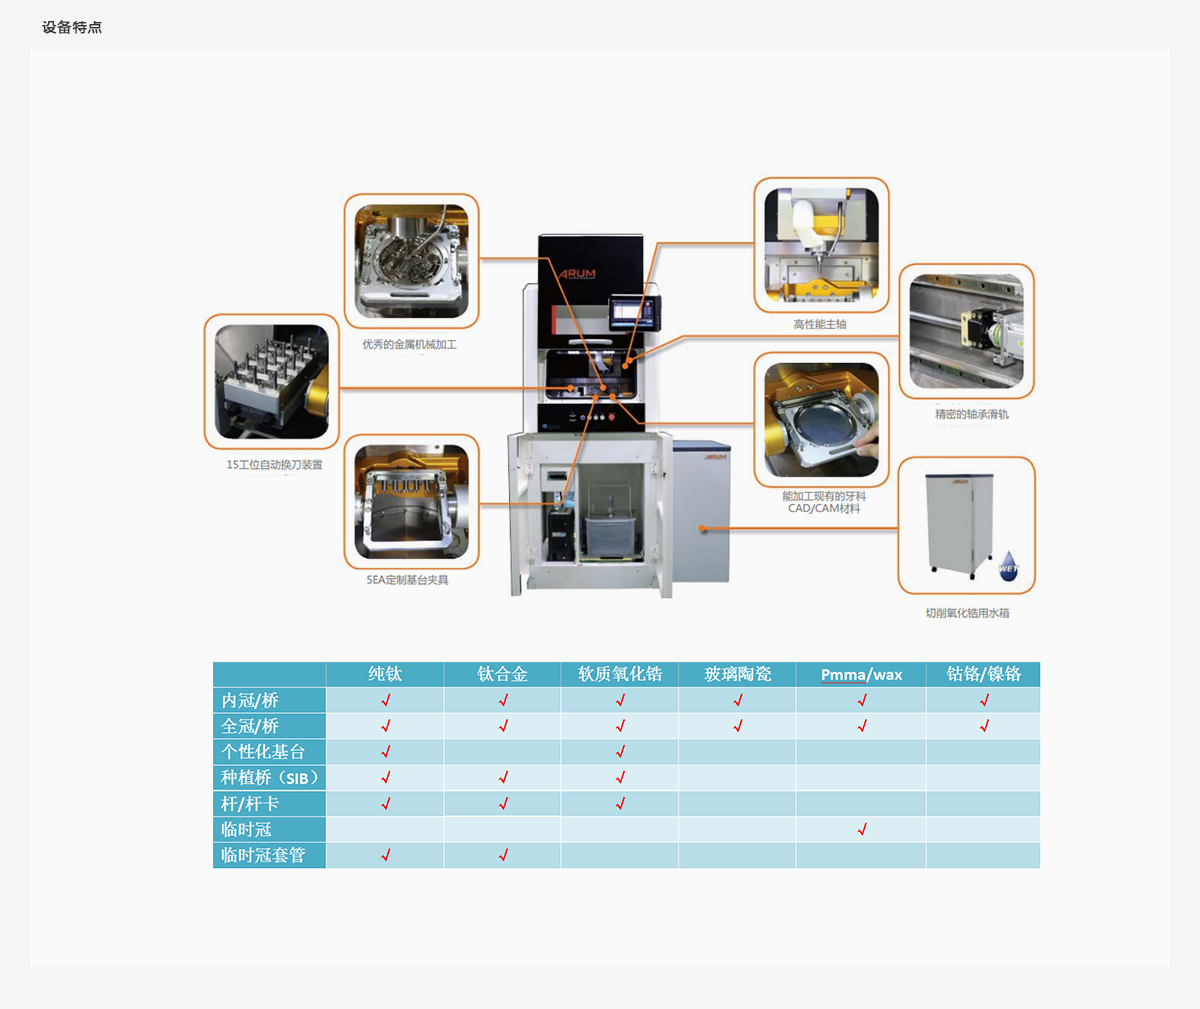 设备特点
ARUM
优秀的金属机械加工
高性能主轴
15工位自动换刀装置
精密的轴承滑轨
能加工现有的牙科
CAD/CAM材料
ARUM
ARUM
WET
5EA定制基台夹具
切削氧化锆用水箱
纯钛 钛合金 软质氧化锆 玻璃陶瓷 Pmma/wax 钴铬/镍铬
内冠/桥 √ √ √ √ √ √
全冠/桥 √ √ √ √ √ √
个性化基台 √ √
种植桥（SIB） √ √ √
杆/杆卡 √ √ √
临时冠 √
临时冠套管 √ √